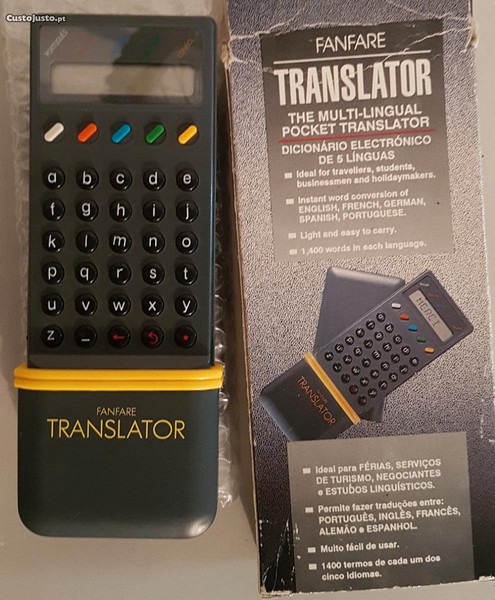 CustoJusto.pt
PORTUGUÊS
a b c d e
f g h i j
k l m n o
p q r s t
u v w x y
z _ ← ↶ •
FANFARE
TRANSLATOR
FANFARE
TRANSLATOR
THE MULTI-LINGUAL
POCKET TRANSLATOR
DICIONÁRIO ELECTRÓNICO
DE 5 LÍNGUAS
Ideal for travellers, students,
businessmen and holidaymakers.
Instant word conversion of
ENGLISH, FRENCH, GERMAN,
SPANISH, PORTUGUESE.
Light and easy to carry.
1,400 words in each language.
FANFARE
TRANSLATOR
Ideal para FÉRIAS, SERVIÇOS
DE TURISMO, NEGOCIANTES
e ESTUDOS LINGUÍSTICOS.
Permite fazer traduções entre:
PORTUGUÊS, INGLÊS, FRANCÊS,
ALEMÃO e ESPANHOL.
Muito fácil de usar.
1400 termos de cada um dos
cinco idiomas.